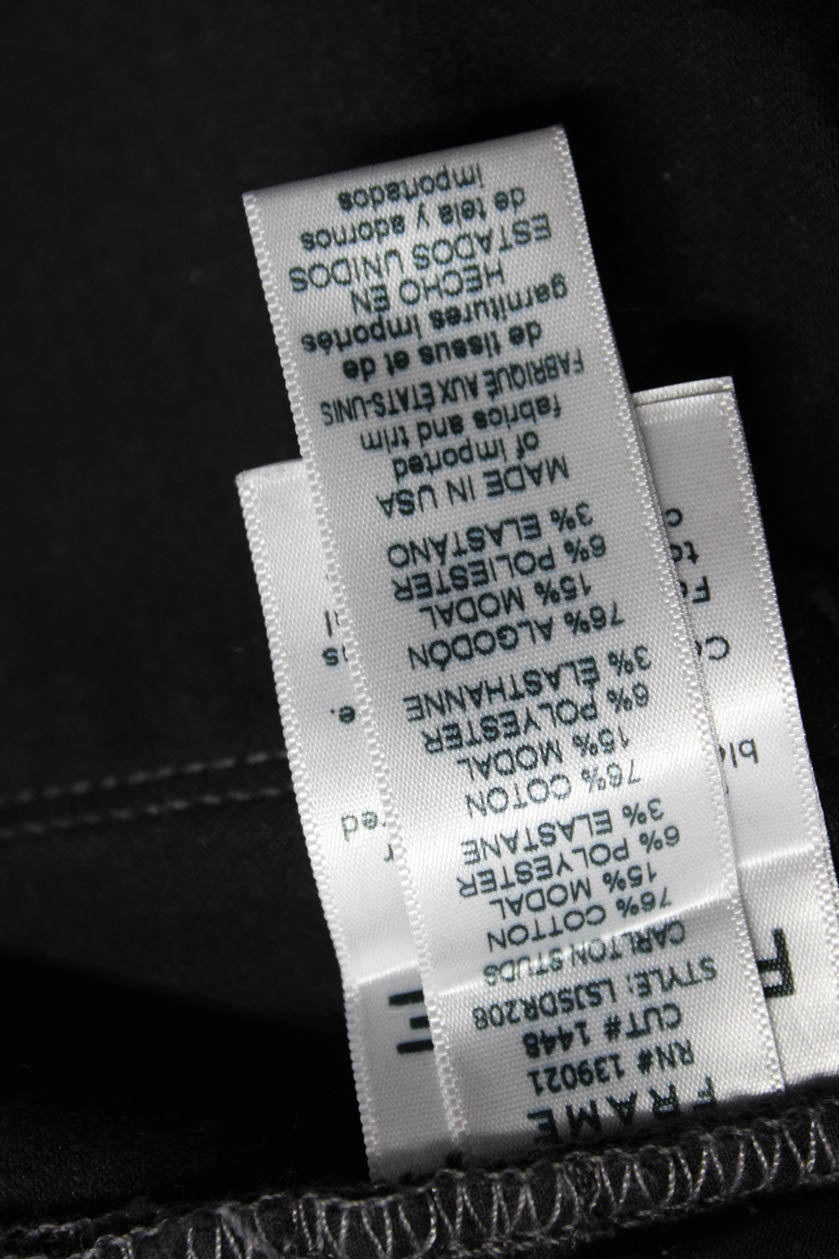 FRAME
RN# 139021
CUT# 1448
STYLE: LSJSDR208
CARLTON STUDS
76% COTTON
15% MODAL
6% POLYESTER
3% ELASTANE
76% COTON
15% MODAL
6% POLYESTER
3% ELASTHANNE
76% ALGODÓN
15% MODAL
6% POLIESTER
3% ELASTANO
MADE IN USA
of imported
fabrics and trim
FABRIQUÉ AUX ÉTATS-UNIS
de tissus et de
garnitures importés
HECHO EN
ESTADOS UNIDOS
de tela y adornos
importados